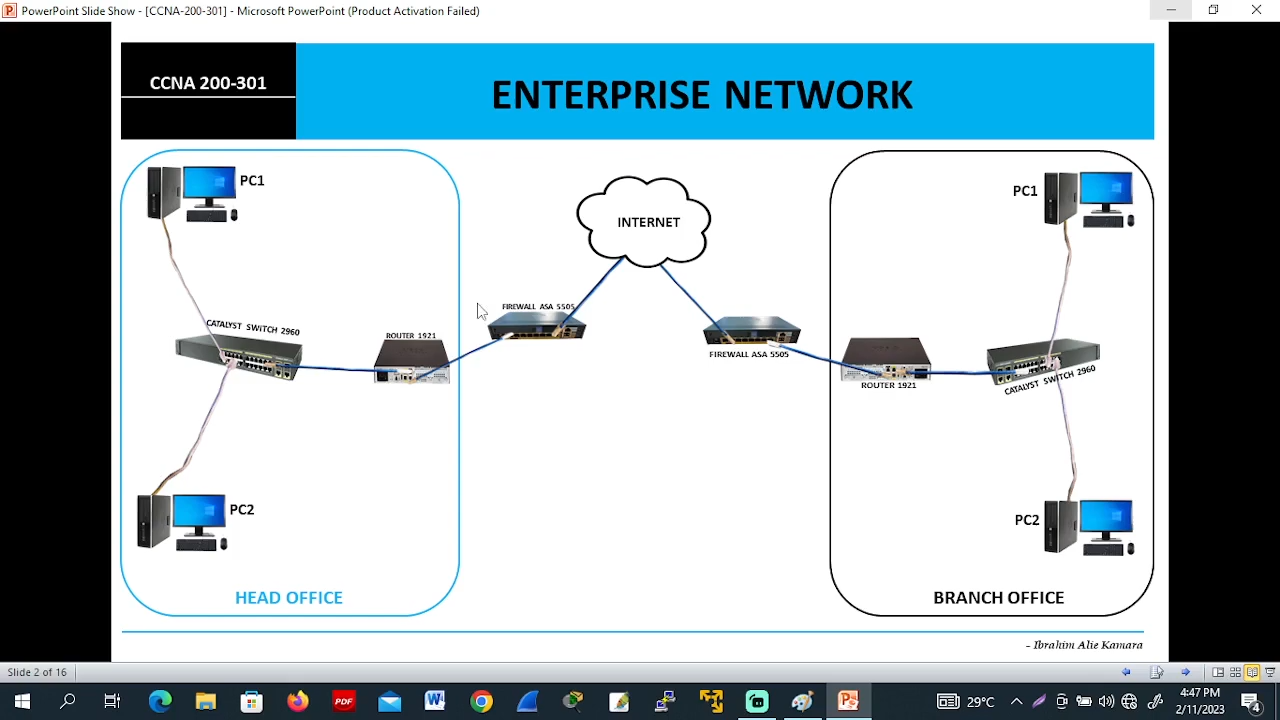 PowerPoint Slide Show - [CCNA-200-301] - Microsoft PowerPoint (Product Activation Failed)
CCNA 200-301
ENTERPRISE NETWORK
PC1
PC1
INTERNET
FIREWALL ASA 5505
CATALYST SWITCH 2960
ROUTER 1921
FIREWALL ASA 5505
ROUTER 1921
CATALYST SWITCH 2960
PC2
PC2
HEAD OFFICE
BRANCH OFFICE
- Ibrahim Alie Kamara
Slide 2 of 16
PDF
29°C
4:47 PM
2/11/2023
4